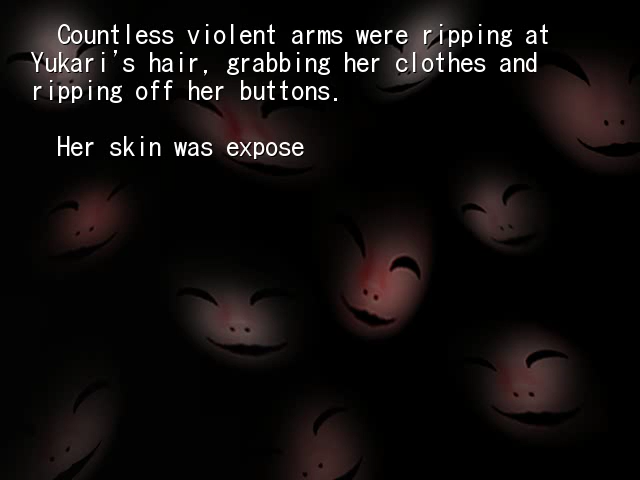 Countless violent arms were ripping at
Yukari's hair, grabbing her clothes and
ripping off her buttons.
Her skin was expose